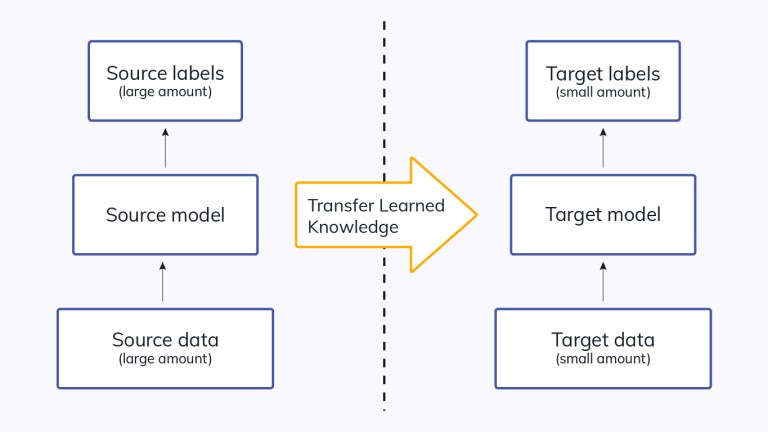 Source labels
(large amount)
Source model
Source data
(large amount)
Transfer Learned
Knowledge
Target labels
(small amount)
Target model
Target data
(small amount)